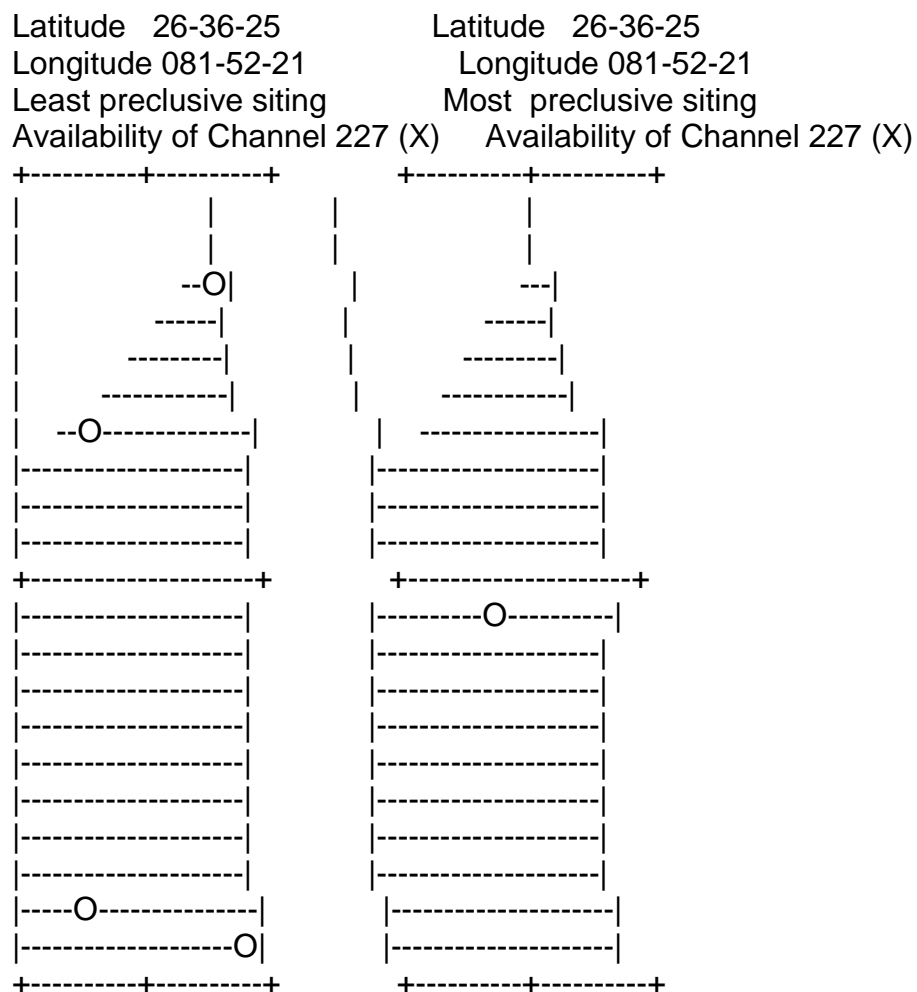 Latitude   26-36-25                Latitude   26-36-25
Longitude 081-52-21                Longitude 081-52-21
Least preclusive siting            Most  preclusive siting
Availability of Channel 227 (X)    Availability of Channel 227 (X)
+----------+----------+            +----------+----------+
|                |          |                |
|                |          |                |
|              --O|          |              ---|
|            ------|          |            ------|
|          ---------|          |          ---------|
|        ------------|          |        ------------|
|    --O--------------|          |    -----------------|
|---------------------|          |---------------------|
|---------------------|          |---------------------|
|---------------------|          |---------------------|
+----------------------+          +----------------------+
|---------------------|          |----------O----------|
|---------------------|          |---------------------|
|---------------------|          |---------------------|
|---------------------|          |---------------------|
|---------------------|          |---------------------|
|---------------------|          |---------------------|
|---------------------|          |---------------------|
|---------------------|          |---------------------|
|-----O---------------|          |---------------------|
|--------------------O|          |---------------------|
+----------+----------+            +----------+----------+